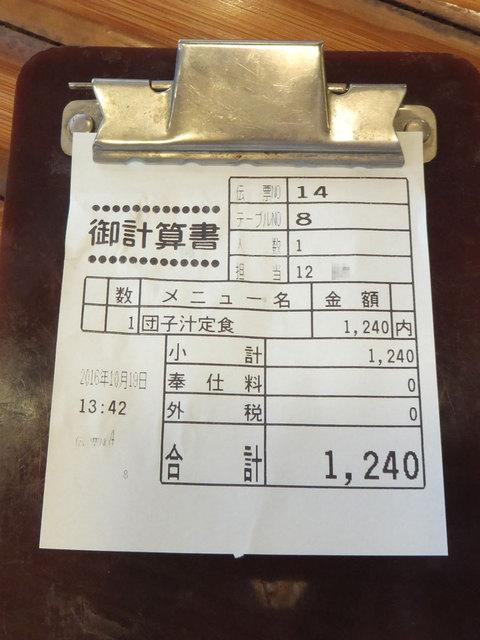 御計算書
伝票NO 14
テーブルNO 8
人数 1
担当 12
数 メニュー名 金額
1 団子汁定食 1,240 内
小計 1,240
奉仕料 0
外税 0
合計 1,240
2016年10月19日
13:42
8